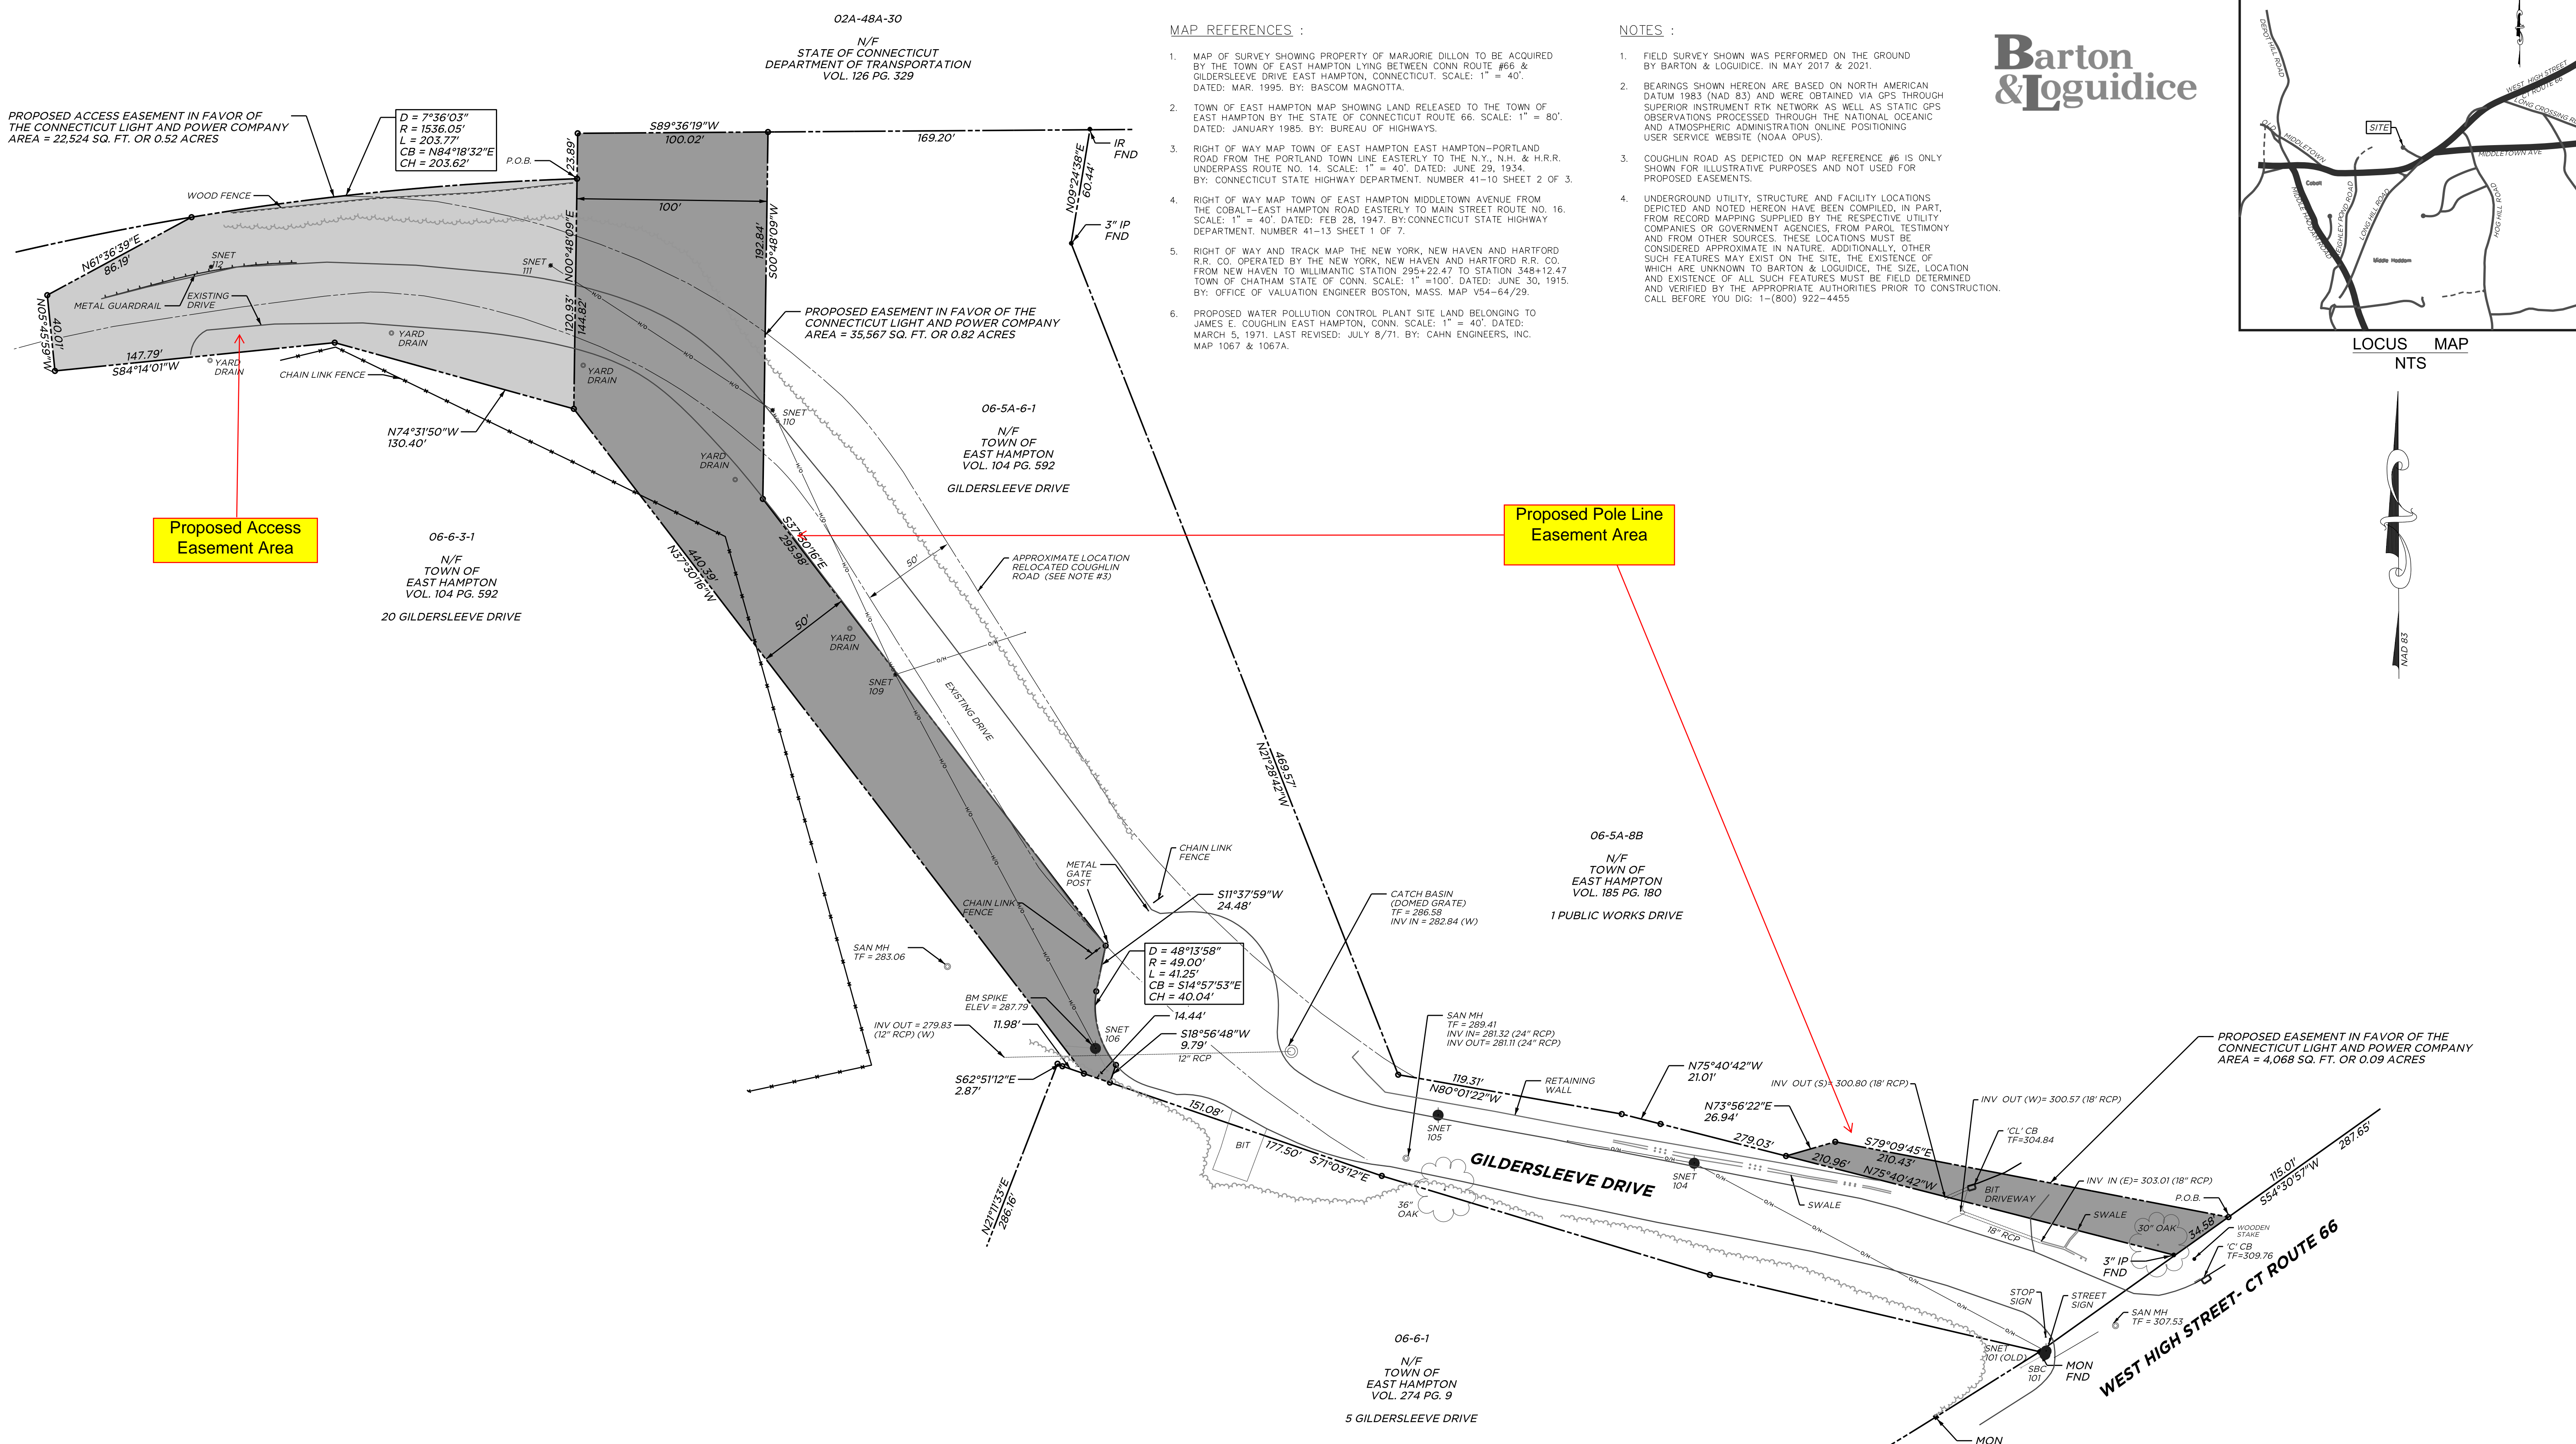 02A-48A-30
N/F
STATE OF CONNECTICUT
DEPARTMENT OF TRANSPORTATION
VOL. 126 PG. 329
PROPOSED ACCESS EASEMENT IN FAVOR OF
THE CONNECTICUT LIGHT AND POWER COMPANY
AREA = 22,524 SQ. FT. OR 0.52 ACRES
D = 7°36'03"
R = 1536.05'
L = 203.77'
CB = N84°18'32"E
CH = 203.62'
P.O.B.
WOOD FENCE
23.89'
S89°36'19"W
100.02'
169.20'
IR
FND
N09°24'38"E
60.44'
3" IP
FND
100'
N00°48'09"E
120.93'
144.82'
192.84'
S00°48'09"W
N61°36'39"E
86.19'
SNET
112
SNET
111
METAL GUARDRAIL
EXISTING
DRIVE
N05°45'59"W
40.01'
147.79'
S84°14'01"W
YARD
DRAIN
YARD
DRAIN
CHAIN LINK FENCE
YARD
DRAIN
N74°31'50"W
130.40'
PROPOSED EASEMENT IN FAVOR OF THE
CONNECTICUT LIGHT AND POWER COMPANY
AREA = 35,567 SQ. FT. OR 0.82 ACRES
SNET
110
YARD
DRAIN
06-5A-6-1
N/F
TOWN OF
EAST HAMPTON
VOL. 104 PG. 592
GILDERSLEEVE DRIVE
Proposed Access
Easement Area
06-6-3-1
N/F
TOWN OF
EAST HAMPTON
VOL. 104 PG. 592
20 GILDERSLEEVE DRIVE
S37°30'16"E
295.98'
440.39'
N37°30'16"W
50'
50'
APPROXIMATE LOCATION
RELOCATED COUGHLIN
ROAD (SEE NOTE #3)
YARD
DRAIN
SNET
109
O/H
EXISTING DRIVE
Proposed Pole Line
Easement Area
MAP REFERENCES :
1. MAP OF SURVEY SHOWING PROPERTY OF MARJORIE DILLON TO BE ACQUIRED
BY THE TOWN OF EAST HAMPTON LYING BETWEEN CONN ROUTE #66 &
GILDERSLEEVE DRIVE EAST HAMPTON, CONNECTICUT. SCALE: 1" = 40'.
DATED: MAR. 1995. BY: BASCOM MAGNOTTA.
2. TOWN OF EAST HAMPTON MAP SHOWING LAND RELEASED TO THE TOWN OF
EAST HAMPTON BY THE STATE OF CONNECTICUT ROUTE 66. SCALE: 1" = 80'.
DATED: JANUARY 1985. BY: BUREAU OF HIGHWAYS.
3. RIGHT OF WAY MAP TOWN OF EAST HAMPTON EAST HAMPTON-PORTLAND
ROAD FROM THE PORTLAND TOWN LINE EASTERLY TO THE N.Y., N.H. & H.R.R.
UNDERPASS ROUTE NO. 14. SCALE: 1" = 40'. DATED: JUNE 29, 1934.
BY: CONNECTICUT STATE HIGHWAY DEPARTMENT. NUMBER 41-10 SHEET 2 OF 3.
4. RIGHT OF WAY MAP TOWN OF EAST HAMPTON MIDDLETOWN AVENUE FROM
THE COBALT-EAST HAMPTON ROAD EASTERLY TO MAIN STREET ROUTE NO. 16.
SCALE: 1" = 40'. DATED: FEB 28, 1947. BY: CONNECTICUT STATE HIGHWAY
DEPARTMENT. NUMBER 41-13 SHEET 1 OF 7.
5. RIGHT OF WAY AND TRACK MAP THE NEW YORK, NEW HAVEN AND HARTFORD
R.R. CO. OPERATED BY THE NEW YORK, NEW HAVEN AND HARTFORD R.R. CO.
FROM NEW HAVEN TO WILLIMANTIC STATION 295+22.47 TO STATION 348+12.47
TOWN OF CHATHAM STATE OF CONN. SCALE: 1" =100'. DATED: JUNE 30, 1915.
BY: OFFICE OF VALUATION ENGINEER BOSTON, MASS. MAP V54-64/29.
6. PROPOSED WATER POLLUTION CONTROL PLANT SITE LAND BELONGING TO
JAMES E. COUGHLIN EAST HAMPTON, CONN. SCALE: 1" = 40'. DATED:
MARCH 5, 1971. LAST REVISED: JULY 8/71. BY: CAHN ENGINEERS, INC.
MAP 1067 & 1067A.
NOTES :
1. FIELD SURVEY SHOWN WAS PERFORMED ON THE GROUND
BY BARTON & LOGUIDICE. IN MAY 2017 & 2021.
2. BEARINGS SHOWN HEREON ARE BASED ON NORTH AMERICAN
DATUM 1983 (NAD 83) AND WERE OBTAINED VIA GPS THROUGH
SUPERIOR INSTRUMENT RTK NETWORK AS WELL AS STATIC GPS
OBSERVATIONS PROCESSED THROUGH THE NATIONAL OCEANIC
AND ATMOSPHERIC ADMINISTRATION ONLINE POSITIONING
USER SERVICE WEBSITE (NOAA OPUS).
3. COUGHLIN ROAD AS DEPICTED ON MAP REFERENCE #6 IS ONLY
SHOWN FOR ILLUSTRATIVE PURPOSES AND NOT USED FOR
PROPOSED EASEMENTS.
4. UNDERGROUND UTILITY, STRUCTURE AND FACILITY LOCATIONS
DEPICTED AND NOTED HEREON HAVE BEEN COMPILED, IN PART,
FROM RECORD MAPPING SUPPLIED BY THE RESPECTIVE UTILITY
COMPANIES OR GOVERNMENT AGENCIES, FROM PAROL TESTIMONY
AND FROM OTHER SOURCES. THESE LOCATIONS MUST BE
CONSIDERED APPROXIMATE IN NATURE. ADDITIONALLY, OTHER
SUCH FEATURES MAY EXIST ON THE SITE, THE EXISTENCE OF
WHICH ARE UNKNOWN TO BARTON & LOGUIDICE, THE SIZE, LOCATION
AND EXISTENCE OF ALL SUCH FEATURES MUST BE FIELD DETERMINED
AND VERIFIED BY THE APPROPRIATE AUTHORITIES PRIOR TO CONSTRUCTION.
CALL BEFORE YOU DIG: 1-(800) 922-4455
Barton
&Loguidice
DEPOT HILL ROAD
WEST HIGH STREET
CT ROUTE 66
LONG CROSSING
SITE
OLD MIDDLETOWN
MIDDLETOWN AVE
Cobalt
MIDDLE HADDAM ROAD
KEIGHLEY POND ROAD
LONG HILL ROAD
HOG HILL ROAD
Middle Haddam
LOCUS MAP
NTS
NAD 83
469.57'
N21°28'42"W
METAL
GATE
POST
CHAIN LINK
FENCE
CHAIN LINK
FENCE
S11°37'59"W
24.48'
D = 48°13'58"
R = 49.00'
L = 41.25'
CB = S14°57'53"E
CH = 40.04'
SAN MH
TF = 283.06
BM SPIKE
ELEV = 287.79
INV OUT = 279.83
(12" RCP) (W)
11.98'
SNET
106
14.44'
S18°56'48"W
9.79'
12" RCP
S62°51'12"E
2.87'
N21°11'33"E
286.16'
CATCH BASIN
(DOMED GRATE)
TF = 286.58
INV IN = 282.84 (W)
06-5A-8B
N/F
TOWN OF
EAST HAMPTON
VOL. 185 PG. 180
1 PUBLIC WORKS DRIVE
SAN MH
TF = 289.41
INV IN= 281.32 (24" RCP)
INV OUT= 281.11 (24" RCP)
151.08'
BIT
177.50'
S71°03'12"E
36"
OAK
119.31'
N80°01'22"W
RETAINING
WALL
SNET
105
N75°40'42"W
21.01'
N73°56'22"E
26.94'
279.03'
GILDERSLEEVE DRIVE
SNET
104
SWALE
INV OUT (S)= 300.80 (18' RCP)
INV OUT (W)= 300.57 (18' RCP)
'CL' CB
TF=304.84
S79°09'45"E
210.43'
210.96'
N75°40'42"W
BIT
DRIVEWAY
18" RCP
INV IN (E)= 303.01 (18" RCP)
SWALE
PROPOSED EASEMENT IN FAVOR OF THE
CONNECTICUT LIGHT AND POWER COMPANY
AREA = 4,068 SQ. FT. OR 0.09 ACRES
115.01'
S54°30'57"W
287.65'
P.O.B.
30" OAK
34.58'
WOODEN
STAKE
'C' CB
TF=309.76
3" IP
FND
STOP
SIGN
STREET
SIGN
SAN MH
TF = 307.53
SNET
101 (OLD)
SBC
101
MON
FND
WEST HIGH STREET- CT ROUTE 66
06-6-1
N/F
TOWN OF
EAST HAMPTON
VOL. 274 PG. 9
5 GILDERSLEEVE DRIVE
MON